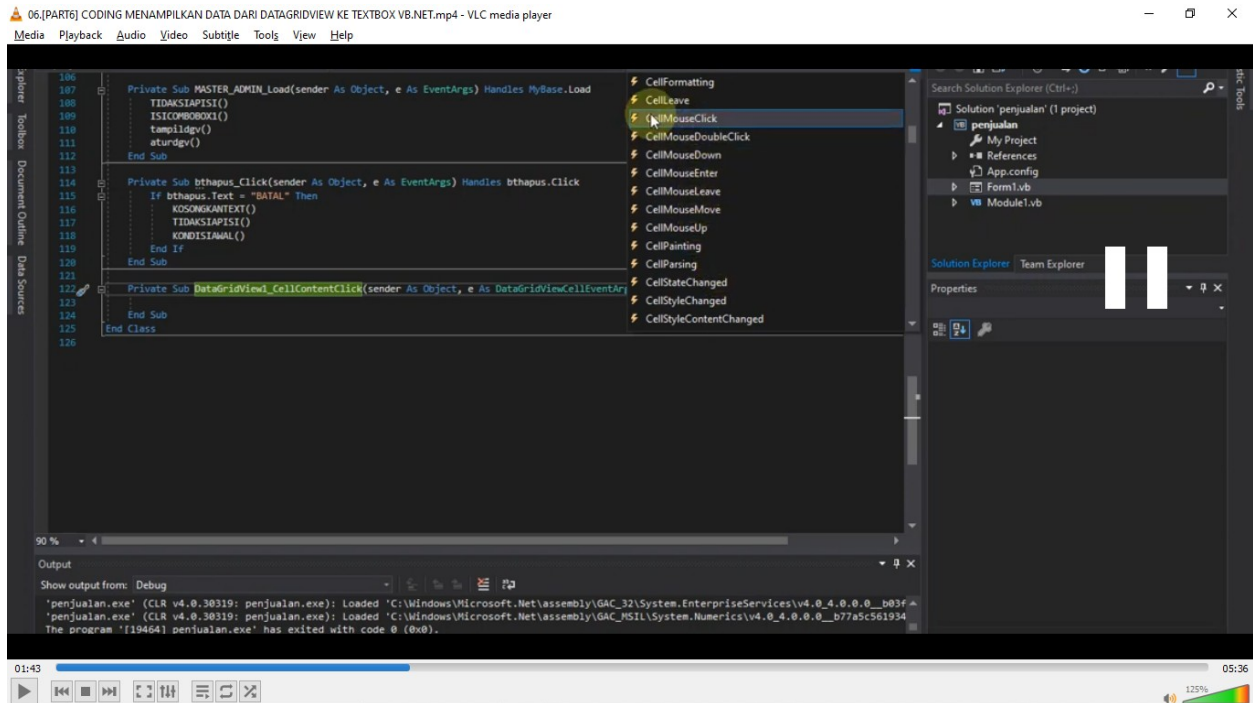 06.[PART6] CODING MENAMPILKAN DATA DARI DATAGRIDVIEW KE TEXTBOX VB.NET.mp4 - VLC media player
Media Playback Audio Video Subtitle Tools View Help
xplorer
Toolbox
Document Outline
Data Sources
106
107 Private Sub MASTER_ADMIN_Load(sender As Object, e As EventArgs) Handles MyBase.Load
108 TIDAKSIAPISI()
109 ISICOMBOBOX1()
110 tampildgv()
111 aturdgv()
112 End Sub
113
114 Private Sub bthapus_Click(sender As Object, e As EventArgs) Handles bthapus.Click
115 If bthapus.Text = "BATAL" Then
116 KOSONGKANTEXT()
117 TIDAKSIAPISI()
118 KONDISIAWAL()
119 End If
120 End Sub
121
122 Private Sub DataGridView1_CellContentClick(sender As Object, e As DataGridViewCellEventArg
123
124 End Sub
125 End Class
126
CellFormatting
CellLeave
CellMouseClick
CellMouseDoubleClick
CellMouseDown
CellMouseEnter
CellMouseLeave
CellMouseMove
CellMouseUp
CellPainting
CellParsing
CellStateChanged
CellStyleChanged
CellStyleContentChanged
Search Solution Explorer (Ctrl+;)
Solution 'penjualan' (1 project)
penjualan
My Project
References
App.config
Form1.vb
VB Module1.vb
Solution Explorer Team Explorer
Properties
stic Tools
90 %
Output
Show output from: Debug
'penjualan.exe' (CLR v4.0.30319: penjualan.exe): Loaded 'C:\Windows\Microsoft.Net\assembly\GAC_32\System.EnterpriseServices\v4.0_4.0.0.0__b03f
'penjualan.exe' (CLR v4.0.30319: penjualan.exe): Loaded 'C:\Windows\Microsoft.Net\assembly\GAC_MSIL\System.Numerics\v4.0_4.0.0.0__b77a5c561934
The program '[19464] penjualan.exe' has exited with code 0 (0x0).
01:43 05:36
125%